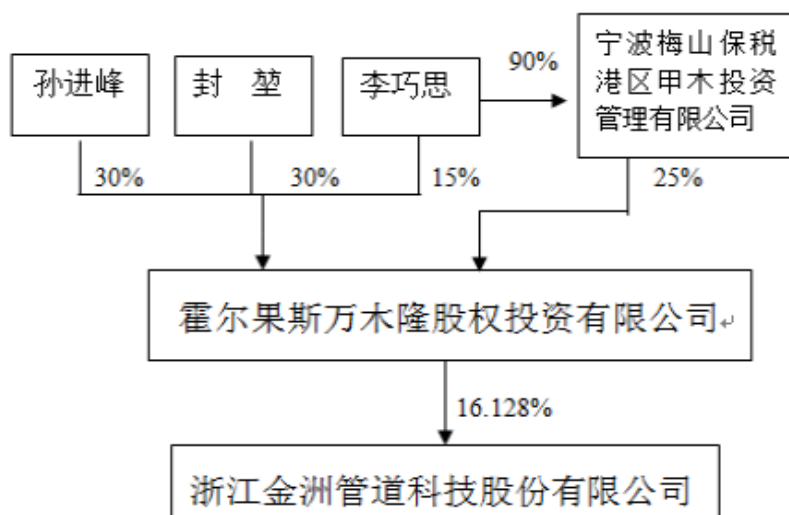 孙进峰
封 堃
李巧思
90%
宁波梅山保税
港区甲木投资
管理有限公司
30%
30%
15%
25%
霍尔果斯万木隆股权投资有限公司
16.128%
浙江金洲管道科技股份有限公司